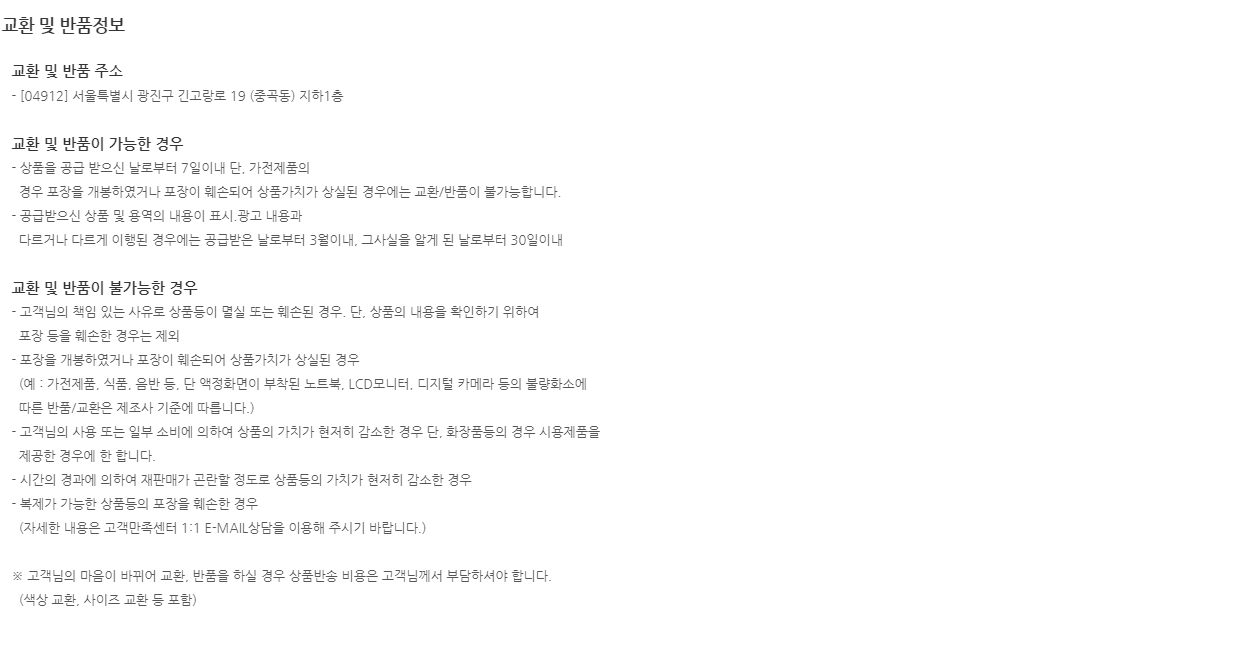 교환 및 반품정보
교환 및 반품 주소
- [04912] 서울특별시 광진구 긴고랑로 19 (중곡동) 지하1층
교환 및 반품이 가능한 경우
- 상품을 공급 받으신 날로부터 7일이내 단, 가전제품의
경우 포장을 개봉하였거나 포장이 훼손되어 상품가치가 상실된 경우에는 교환/반품이 불가능합니다.
- 공급받으신 상품 및 용역의 내용이 표시.광고 내용과
다르거나 다르게 이행된 경우에는 공급받은 날로부터 3월이내, 그사실을 알게 된 날로부터 30일이내
교환 및 반품이 불가능한 경우
- 고객님의 책임 있는 사유로 상품등이 멸실 또는 훼손된 경우. 단, 상품의 내용을 확인하기 위하여
포장 등을 훼손한 경우는 제외
- 포장을 개봉하였거나 포장이 훼손되어 상품가치가 상실된 경우
(예 : 가전제품, 식품, 음반 등, 단 액정화면이 부착된 노트북, LCD모니터, 디지털 카메라 등의 불량화소에
따른 반품/교환은 제조사 기준에 따릅니다.)
- 고객님의 사용 또는 일부 소비에 의하여 상품의 가치가 현저히 감소한 경우 단, 화장품등의 경우 시용제품을
제공한 경우에 한 합니다.
- 시간의 경과에 의하여 재판매가 곤란할 정도로 상품등의 가치가 현저히 감소한 경우
- 복제가 가능한 상품등의 포장을 훼손한 경우
(자세한 내용은 고객만족센터 1:1 E-MAIL상담을 이용해 주시기 바랍니다.)
※ 고객님의 마음이 바뀌어 교환, 반품을 하실 경우 상품반송 비용은 고객님께서 부담하셔야 합니다.
(색상 교환, 사이즈 교환 등 포함)